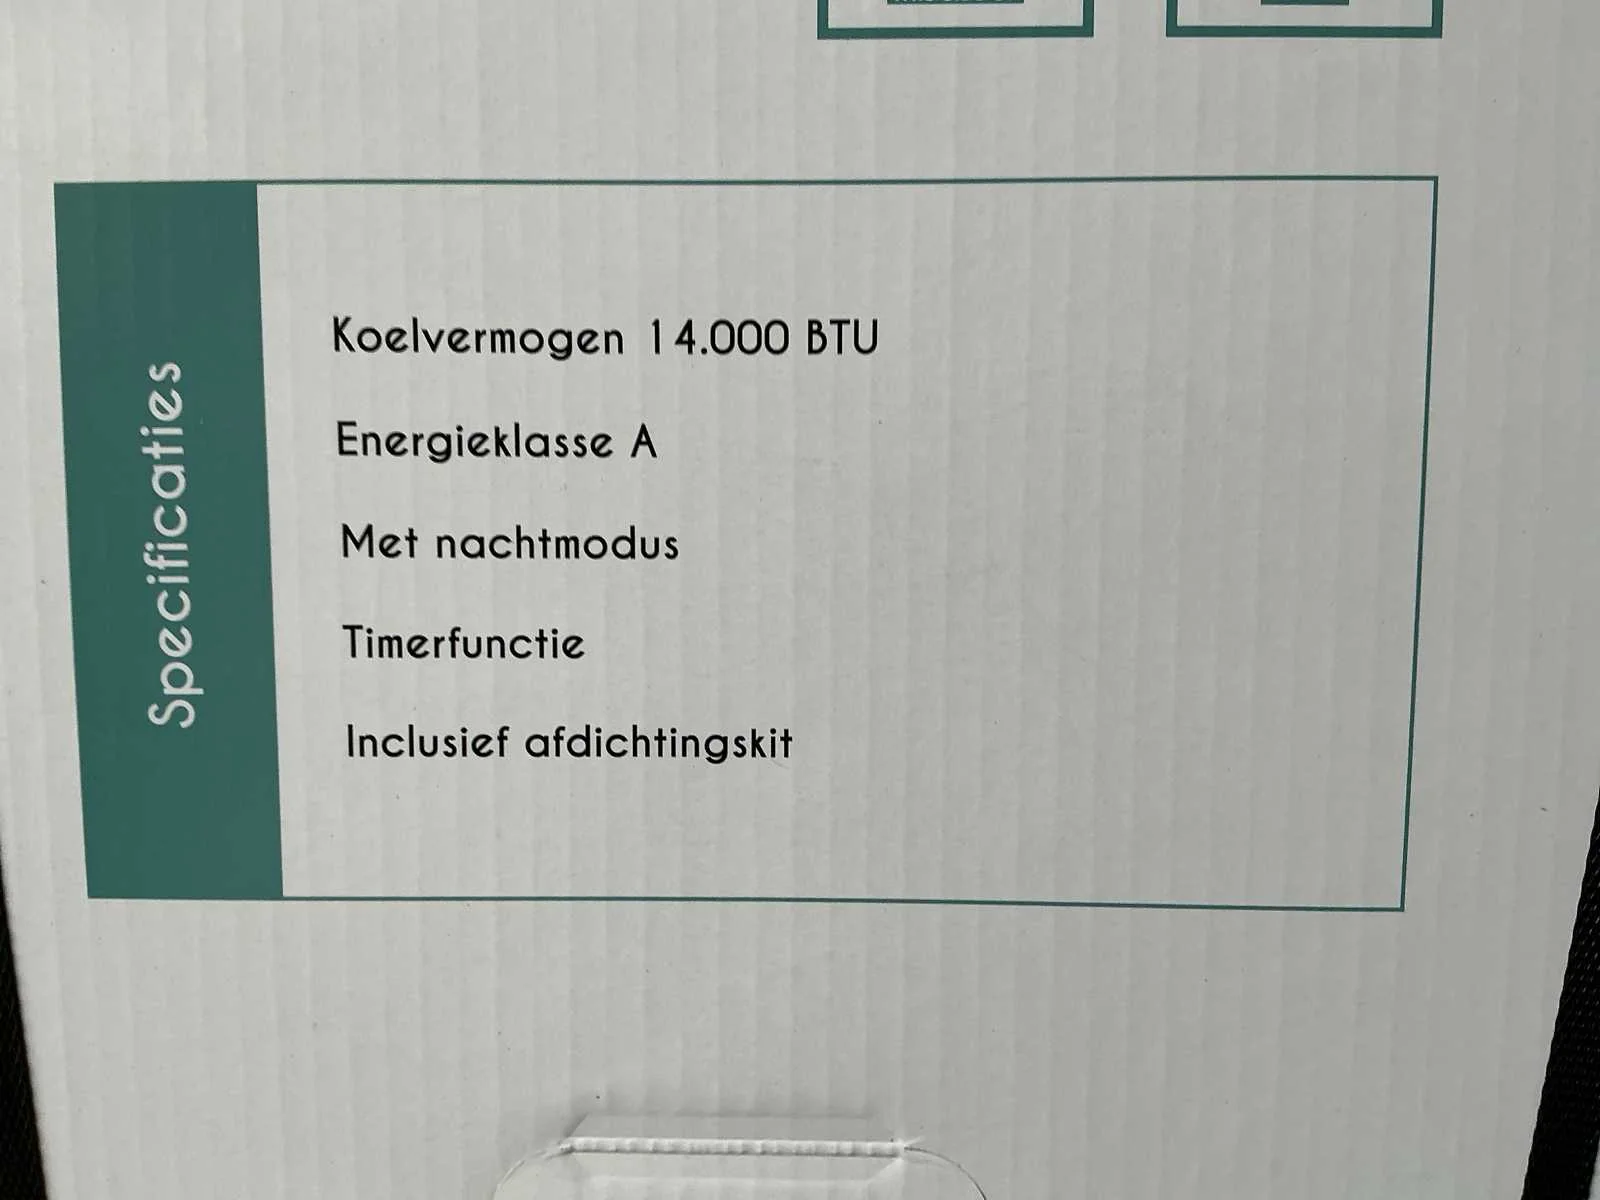 Specificaties
Koelvermogen 14.000 BTU
Energieklasse A
Met nachtmodus
Timerfunctie
Inclusief afdichtingskit